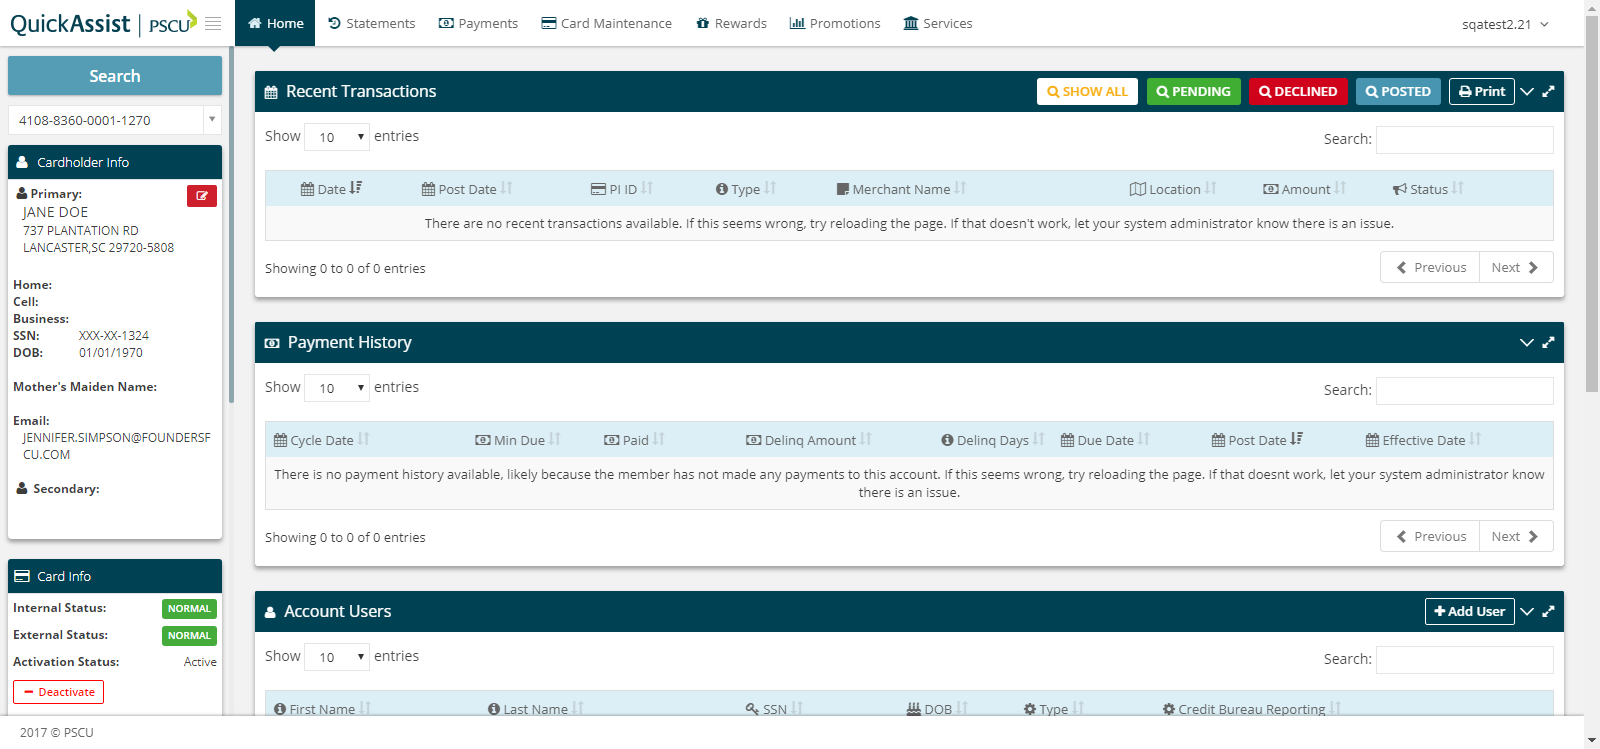 QuickAssist | PSCU
Home
Statements
Payments
Card Maintenance
Rewards
Promotions
Services
sqatest2.21
Search
4108-8360-0001-1270
Cardholder Info
Primary:
JANE DOE
737 PLANTATION RD
LANCASTER,SC 29720-5808
Home:
Cell:
Business:
SSN: XXX-XX-1324
DOB: 01/01/1970
Mother's Maiden Name:
Email:
JENNIFER.SIMPSON@FOUNDERSF
CU.COM
Secondary:
Card Info
Internal Status: NORMAL
External Status: NORMAL
Activation Status: Active
Deactivate
Recent Transactions
SHOW ALL
PENDING
DECLINED
POSTED
Print
Show 10 entries
Search:
Date Post Date PI ID Type Merchant Name Location Amount Status
There are no recent transactions available. If this seems wrong, try reloading the page. If that doesn't work, let your system administrator know there is an issue.
Showing 0 to 0 of 0 entries
Previous Next
Payment History
Show 10 entries
Search:
Cycle Date Min Due Paid Delinq Amount Delinq Days Due Date Post Date Effective Date
There is no payment history available, likely because the member has not made any payments to this account. If this seems wrong, try reloading the page. If that doesnt work, let your system administrator know
there is an issue.
Showing 0 to 0 of 0 entries
Previous Next
Account Users
Add User
Show 10 entries
Search:
First Name Last Name SSN DOB Type Credit Bureau Reporting
2017 © PSCU